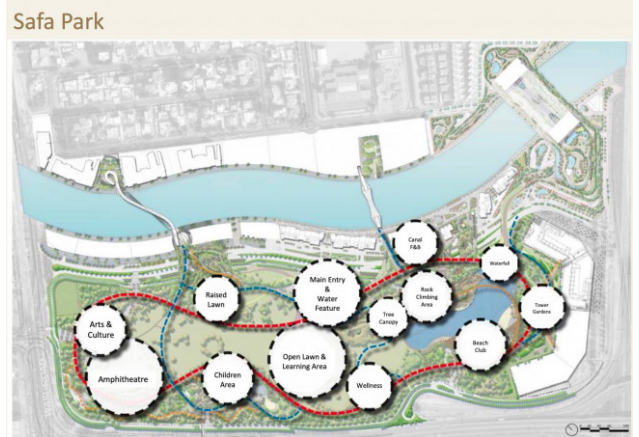 Safa Park
Canal
F&B
Waterfall
Main Entry
&
Water
Feature
Rock
Climbing
Area
Raised
Lawn
Tower
Gardens
Tree
Canopy
Arts &
Culture
Beach
Club
Open Lawn &
Learning Area
Children
Area
Amphitheatre
Wellness